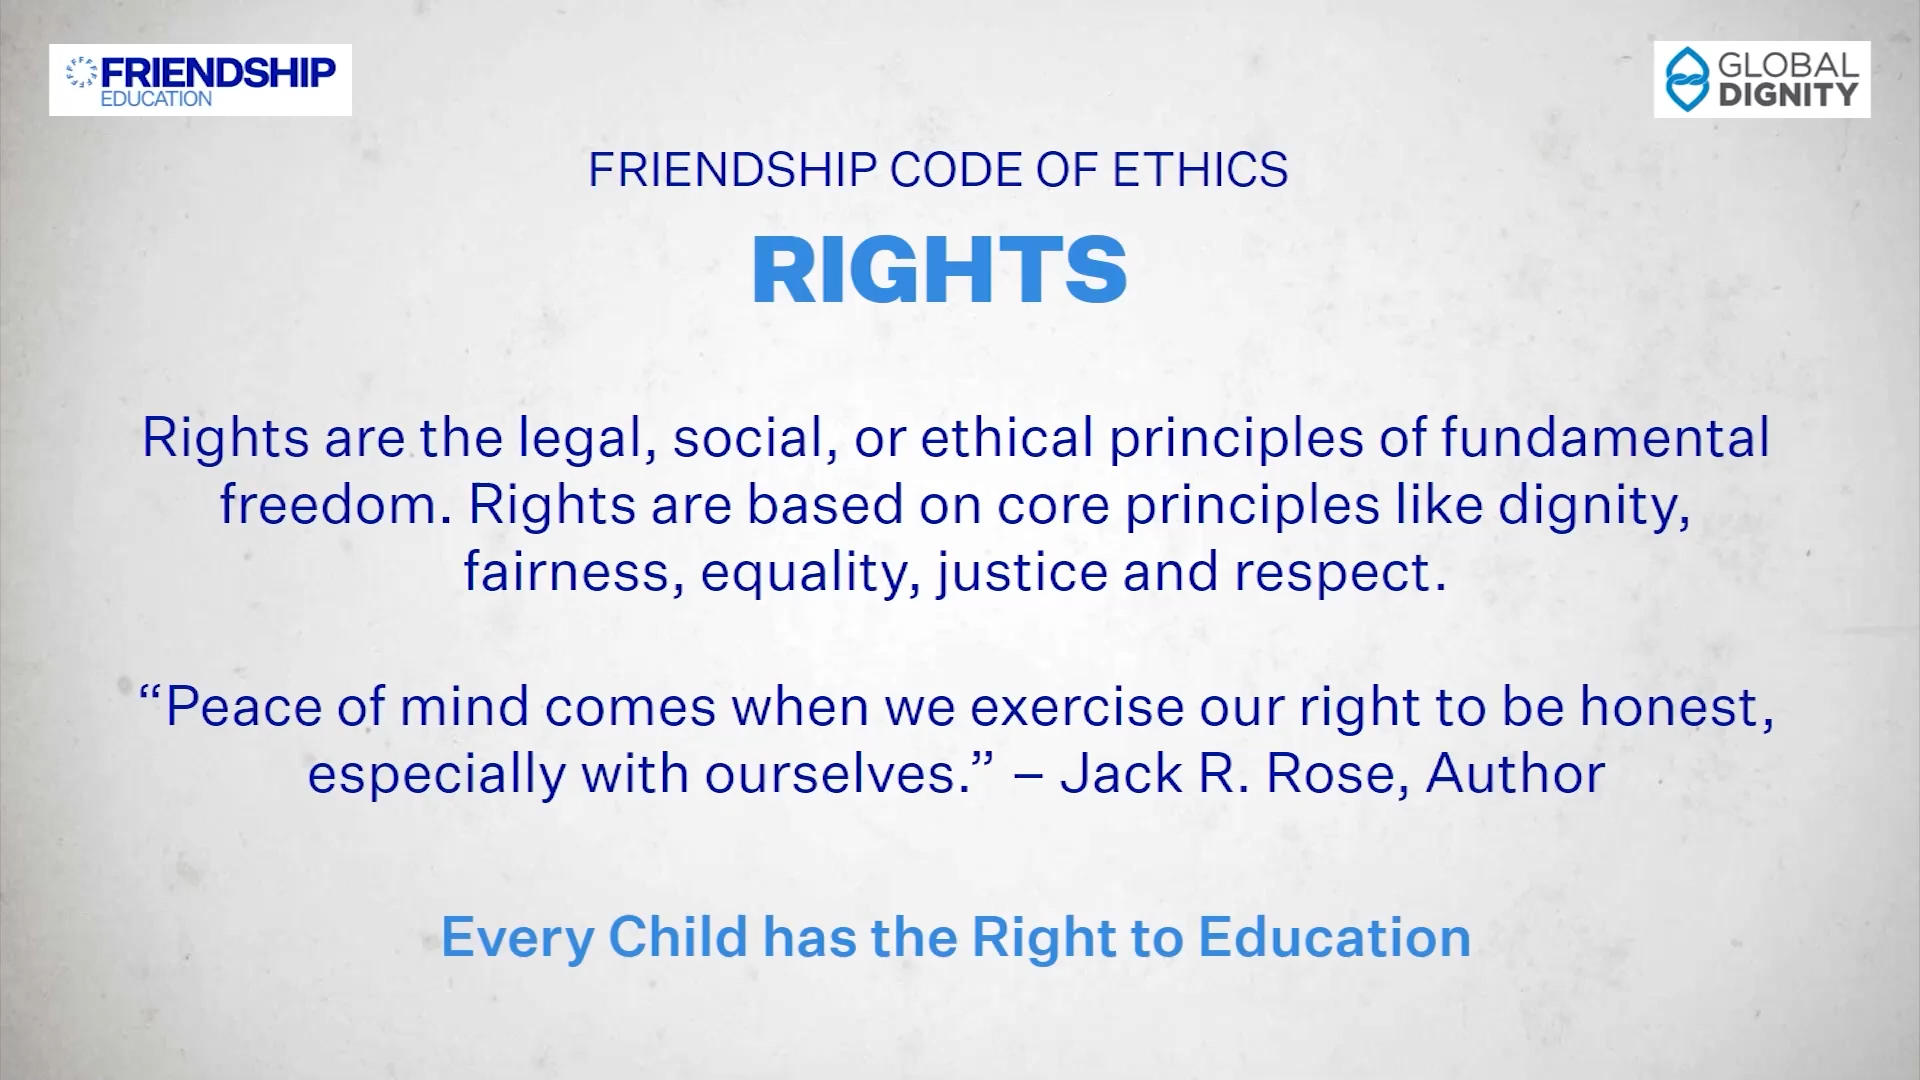 FRIENDSHIP
EDUCATION
GLOBAL
DIGNITY
FRIENDSHIP CODE OF ETHICS
RIGHTS
Rights are the legal, social, or ethical principles of fundamental
freedom. Rights are based on core principles like dignity,
fairness, equality, justice and respect.
“Peace of mind comes when we exercise our right to be honest,
especially with ourselves.” – Jack R. Rose, Author
Every Child has the Right to Education